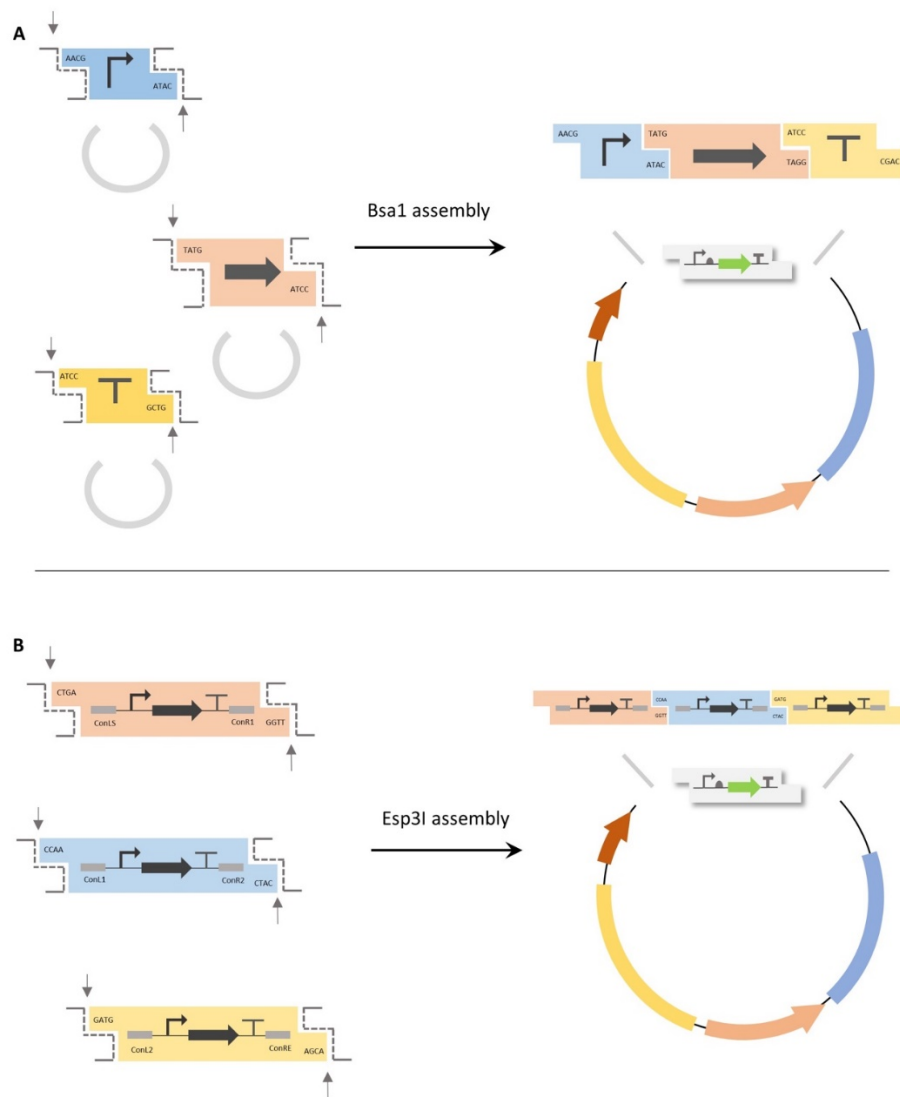 A
AACG
ATAC
TATG
ATCC
ATCC
GCTG
Bsa1 assembly
AACG
TATG
ATCC
ATAC
TAGG
CGAC
B
CTGA
ConLS
ConR1
GGTT
CCAA
ConL1
ConR2
CTAC
GATG
ConL2
ConRE
AGCA
Esp3I assembly
CCAA
GATG
GGTT
CTAC